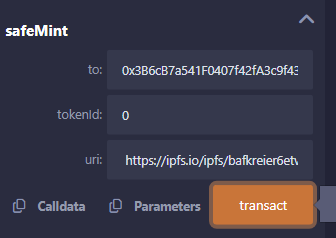 safeMint
to: 0x3B6cB7a541F0407f42fA3c9f43
tokenId: 0
uri: https://ipfs.io/ipfs/bafkreier6etv
Calldata Parameters transact